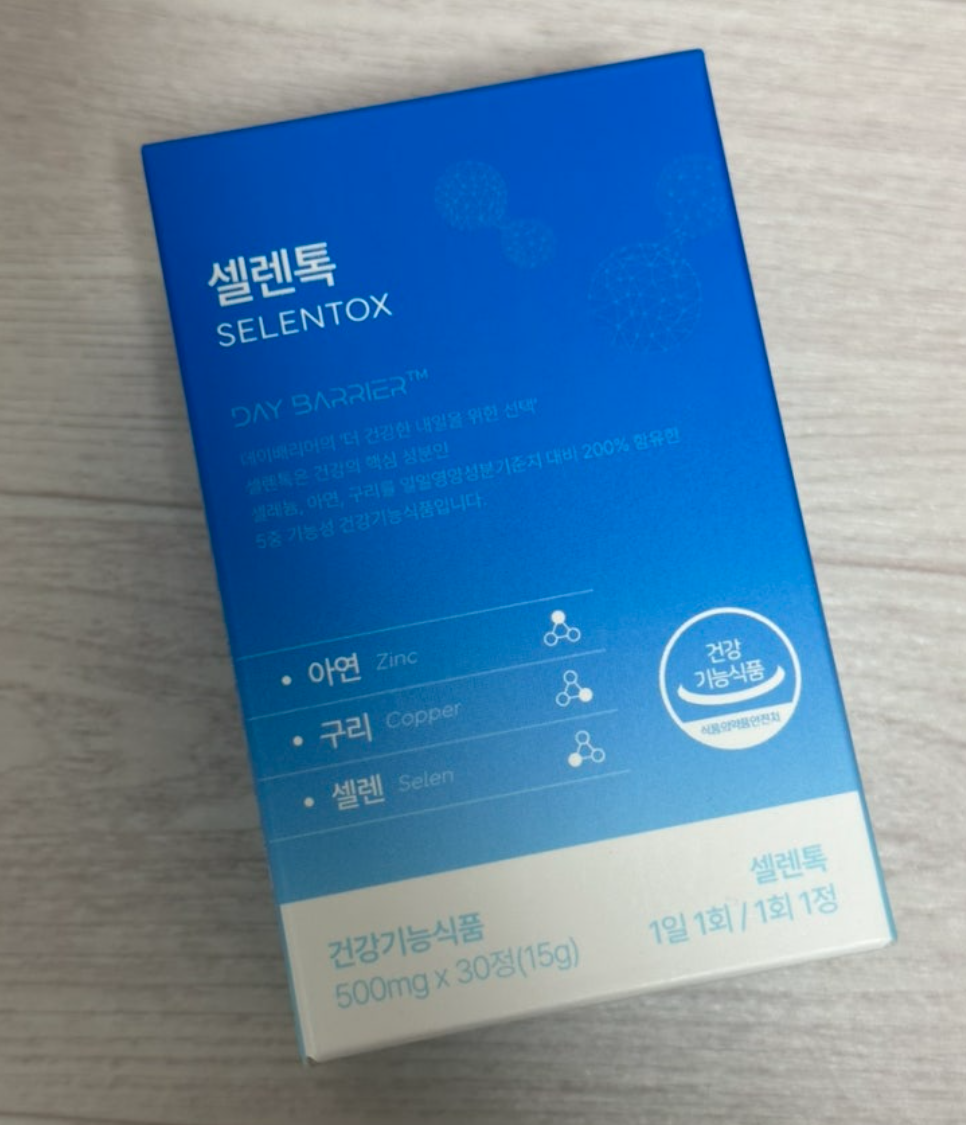 셀렌톡
SELENTOX
DAY BARRIER™
데이배리어의 '더 건강한 내일을 위한 선택'
셀렌톡은 건강의 핵심 성분인
셀레늄, 아연, 구리를 일일영양성분기준치 대비 200% 함유한
5중 기능성 건강기능식품입니다.
• 아연 Zinc
• 구리 Copper
• 셀렌 Selen
건강
기능식품
식품의약품안전처
셀렌톡
1일 1회 / 1회 1정
건강기능식품
500mg x 30정(15g)